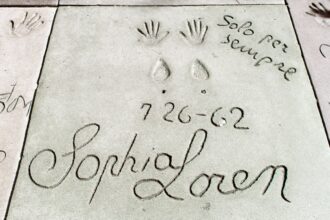 Solo per
sempre
7 26-62
Sophia Loren